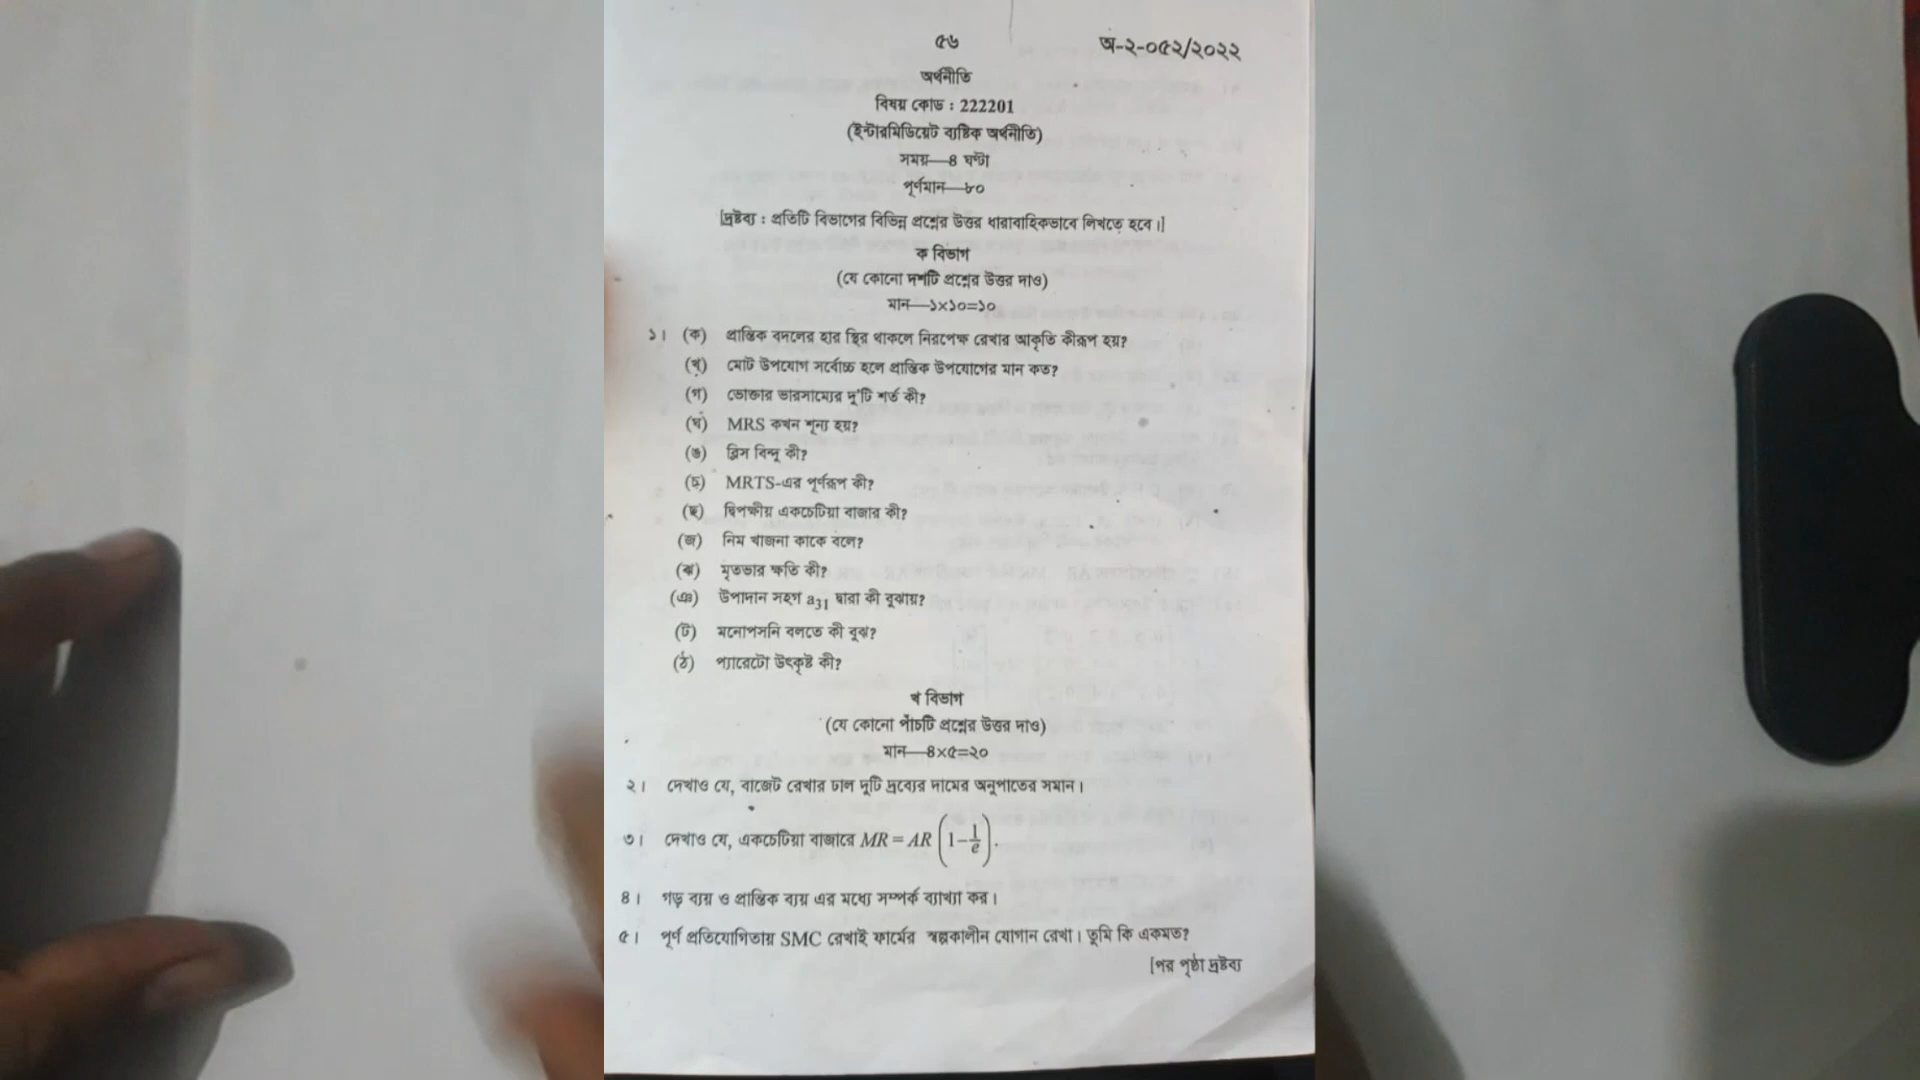 ৫৬
অ-২-০৫২/২০২২
অর্থনীতি
বিষয় কোড : 222201
(ইন্টারমিডিয়েট ব্যষ্টিক অর্থনীতি)
সময়—৪ ঘণ্টা
পূর্ণমান—৮০
[দ্রষ্টব্য : প্রতিটি বিভাগের বিভিন্ন প্রশ্নের উত্তর ধারাবাহিকভাবে লিখতে হবে।]
ক বিভাগ
(যে কোনো দশটি প্রশ্নের উত্তর দাও)
মান—১×১০=১০
১। (ক) প্রান্তিক বদলের হার স্থির থাকলে নিরপেক্ষ রেখার আকৃতি কীরূপ হয়?
(খ) মোট উপযোগ সর্বোচ্চ হলে প্রান্তিক উপযোগের মান কত?
(গ) ভোক্তার ভারসাম্যের দু'টি শর্ত কী?
(ঘ) MRS কখন শূন্য হয়?
(ঙ) ব্লিস বিন্দু কী?
(চ) MRTS-এর পূর্ণরূপ কী?
(ছ) দ্বিপক্ষীয় একচেটিয়া বাজার কী?
(জ) নিম খাজনা কাকে বলে?
(ঝ) মৃতভার ক্ষতি কী?
(ঞ) উপাদান সহগ a₃₁ দ্বারা কী বুঝায়?
(ট) মনোপসনি বলতে কী বুঝ?
(ঠ) প্যারেটো উৎকৃষ্ট কী?
খ বিভাগ
(যে কোনো পাঁচটি প্রশ্নের উত্তর দাও)
মান—৪×৫=২০
২। দেখাও যে, বাজেট রেখার ঢাল দুটি দ্রব্যের দামের অনুপাতের সমান।
৩। দেখাও যে, একচেটিয়া বাজারে MR = AR (1 – 1/e).
৪। গড় ব্যয় ও প্রান্তিক ব্যয় এর মধ্যে সম্পর্ক ব্যাখ্যা কর।
৫। পূর্ণ প্রতিযোগিতায় SMC রেখাই ফার্মের স্বল্পকালীন যোগান রেখা। তুমি কি একমত?
[পর পৃষ্ঠা দ্রষ্টব্য